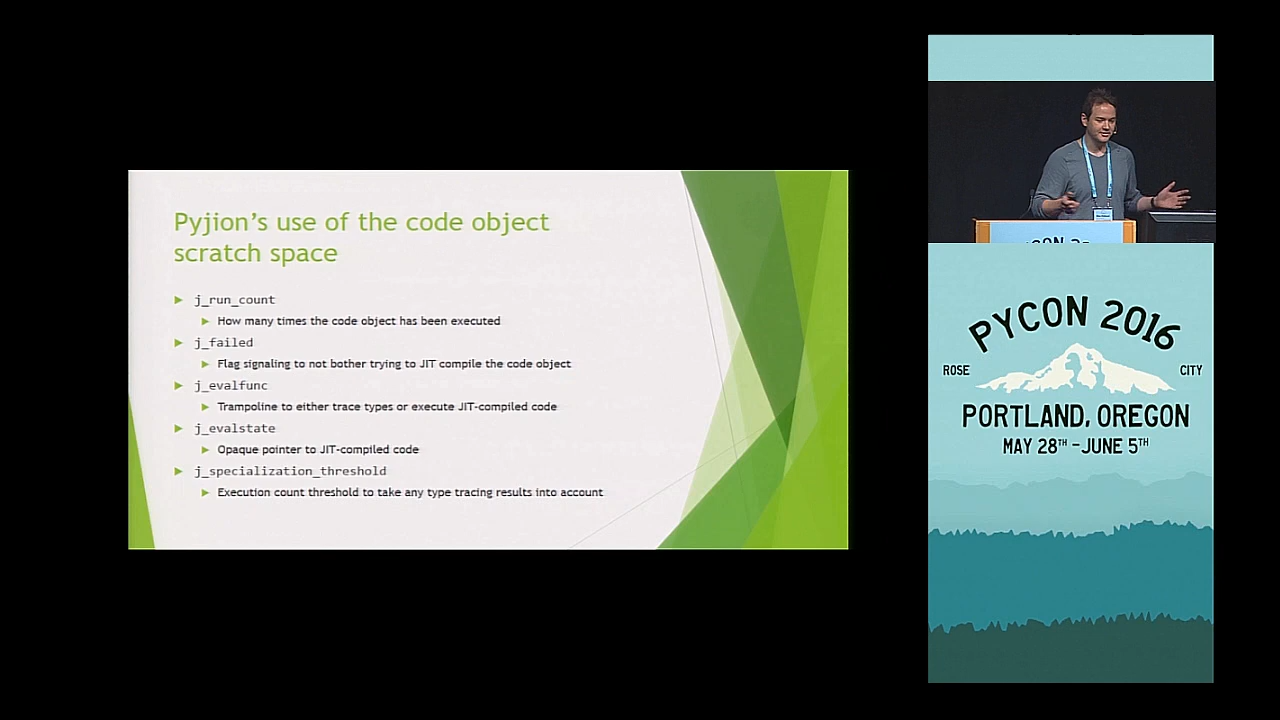 Pyjion's use of the code object
scratch space
j_run_count
How many times the code object has been executed
j_failed
Flag signaling to not bother trying to JIT compile the code object
j_evalfunc
Trampoline to either trace types or execute JIT-compiled code
j_evalstate
Opaque pointer to JIT-compiled code
j_specialization_threshold
Execution count threshold to take any type tracing results into account
PYCON 2016
ROSE CITY
PORTLAND, OREGON
MAY 28TH - JUNE 5TH